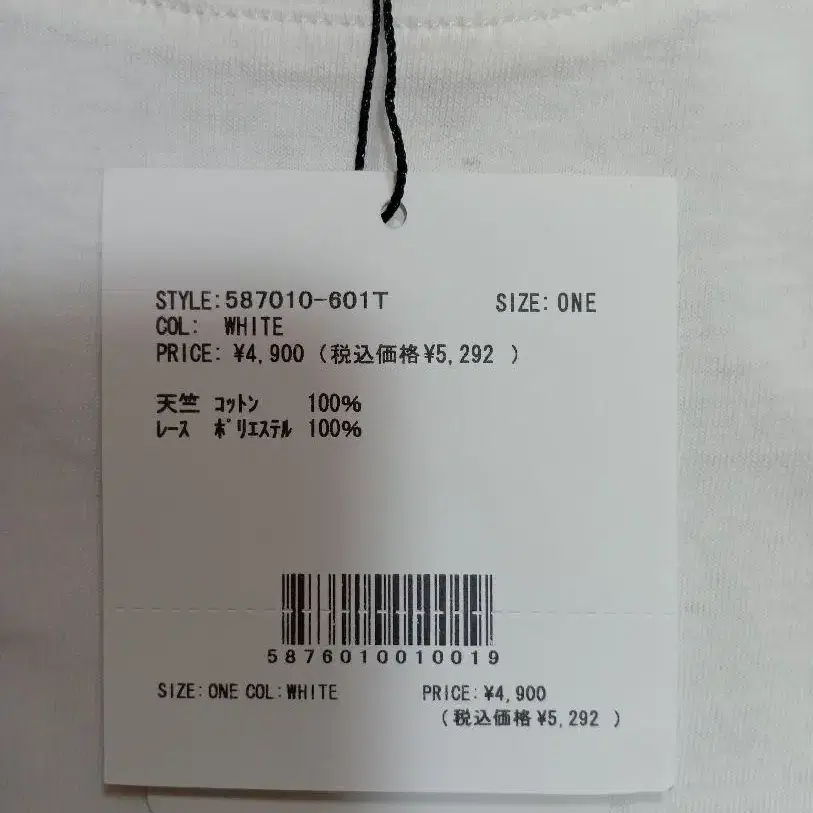 STYLE:587010-601T SIZE:ONE
COL: WHITE
PRICE: ¥4,900 (税込価格¥5,292 )
天竺 コットン 100%
レース ポリエステル 100%
5876010010019
SIZE:ONE COL:WHITE PRICE:¥4,900
(税込価格¥5,292 )